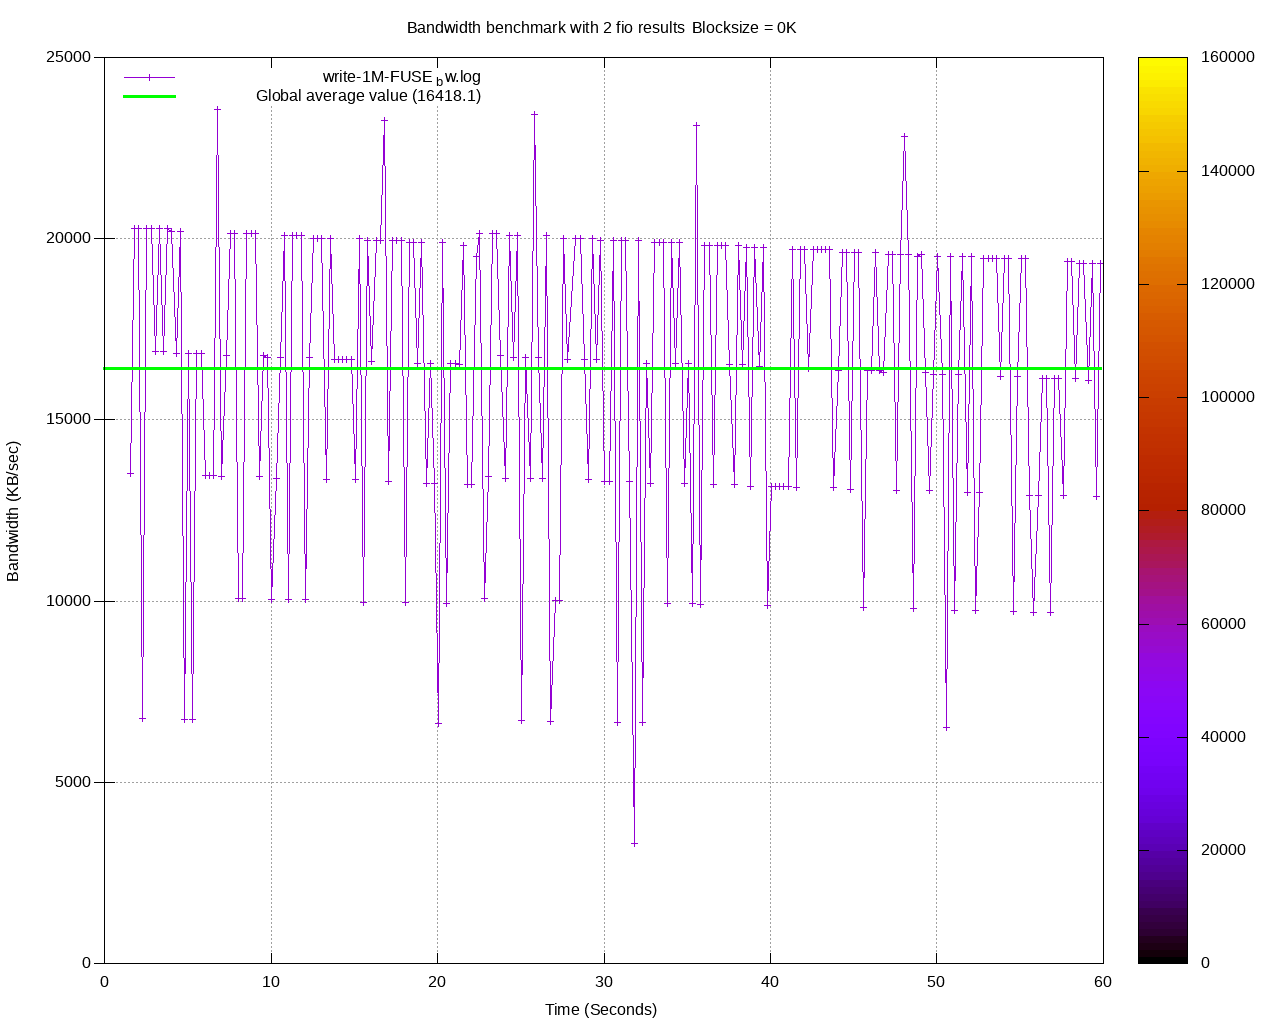 Bandwidth benchmark with 2 fio results Blocksize = 0K
write-1M-FUSE_bw.log
Global average value (16418.1)
25000
20000
15000
10000
5000
0
Bandwidth (KB/sec)
0 10 20 30 40 50 60
Time (Seconds)
160000
140000
120000
100000
80000
60000
40000
20000
0